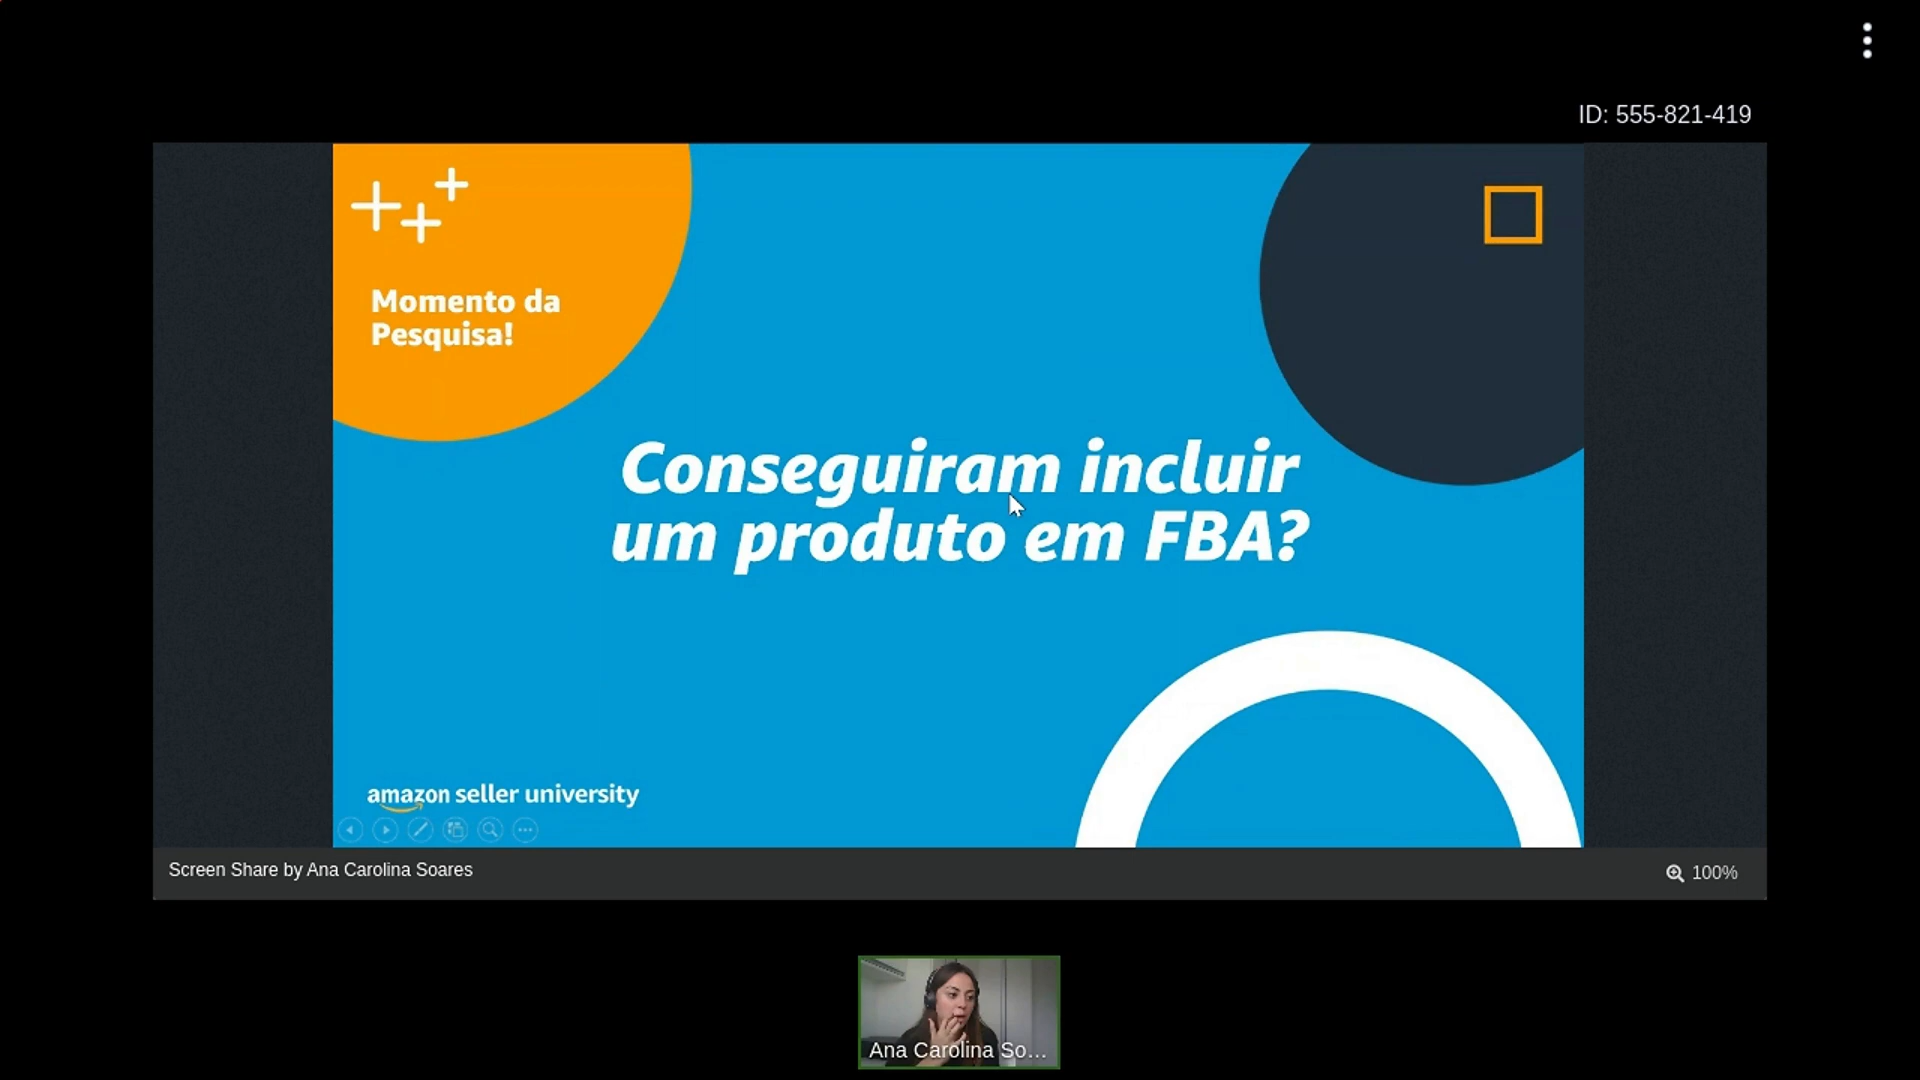 ID: 555-821-419
Momento da
Pesquisa!
Conseguiram incluir
um produto em FBA?
amazon seller university
Screen Share by Ana Carolina Soares
100%
Ana Carolina So...